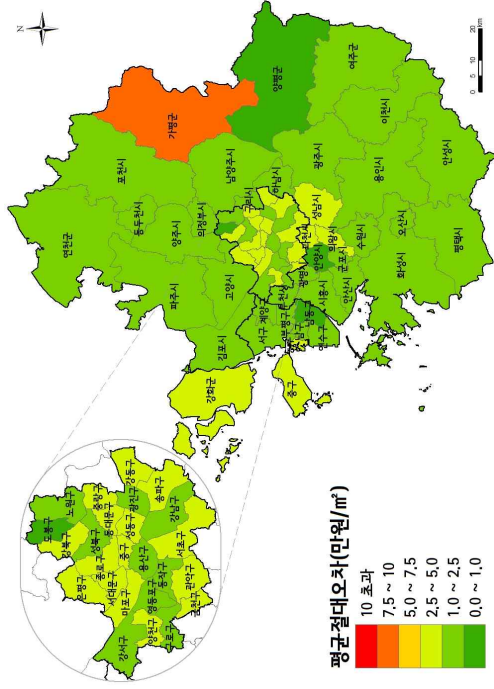 N
연천군
포천시
가평군
동두천시
파주시
양주시
의정부시
남양주시
양평군
고양시
김포시
구리시
하남시
강화군
서구
계양구
부평구
부천시
중구
남동구
연수구
광명시
과천시
성남시
광주시
여주군
시흥시
안양시
의왕시
군포시
안산시
수원시
용인시
이천시
화성시
오산시
평택시
안성시
도봉구
노원구
강북구
은평구
성북구
중랑구
종로구
동대문구
서대문구
중구
성동구
광진구
강동구
마포구
용산구
강서구
양천구
영등포구
동작구
송파구
강남구
서초구
구로구
관악구
금천구
평균절대오차(만원/㎡)
10 초과
7.5 ~ 10
5.0 ~ 7.5
2.5 ~ 5.0
1.0 ~ 2.5
0.0 ~ 1.0
0 5 10 20
km